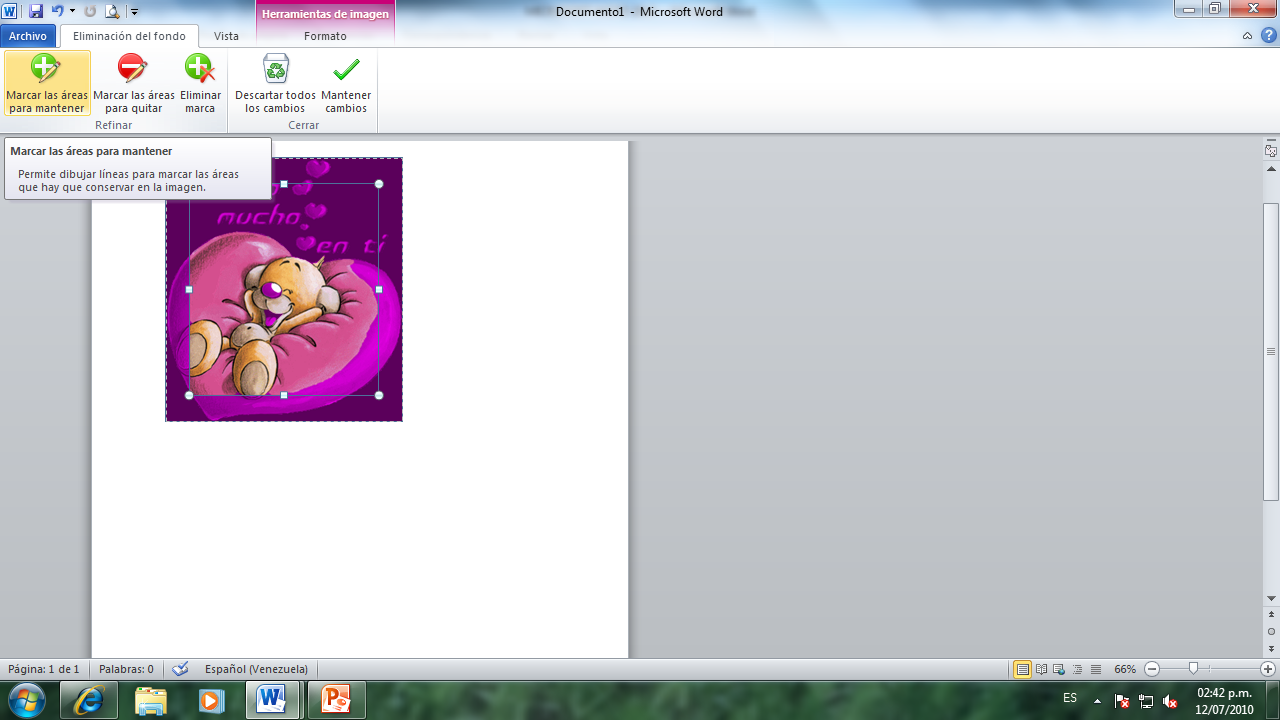 Herramientas de imagen
Documento1 - Microsoft Word
Archivo
Eliminación del fondo
Vista
Formato
Marcar las áreas para mantener
Marcar las áreas para quitar
Eliminar marca
Descartar todos los cambios
Mantener cambios
Refinar
Cerrar
Marcar las áreas para mantener
Permite dibujar líneas para marcar las áreas
que hay que conservar en la imagen.
mucho,
en ti
Página: 1 de 1
Palabras: 0
Español (Venezuela)
66%
ES
02:42 p.m.
12/07/2010